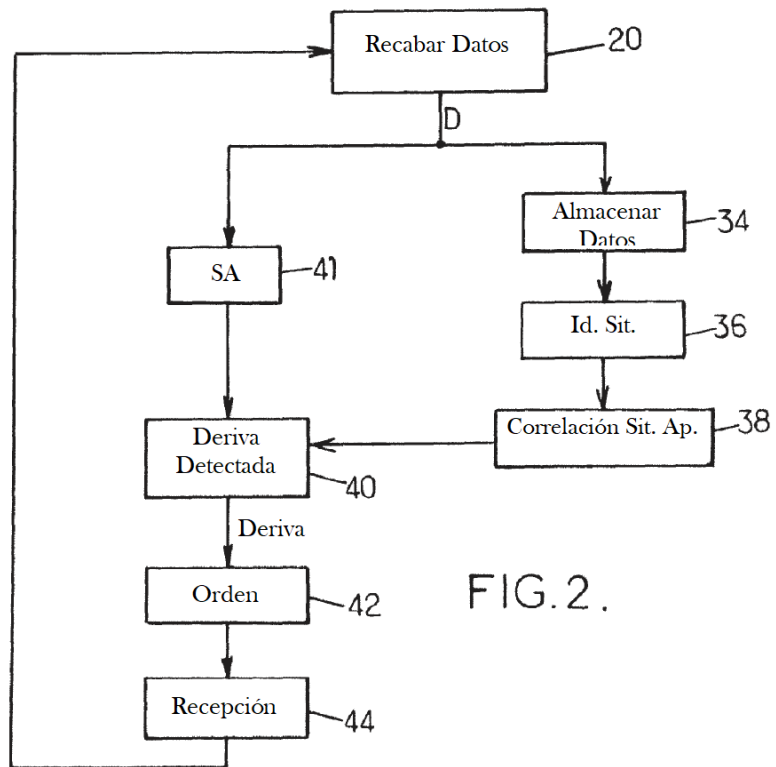 Recabar Datos
20
D
Almacenar
Datos
34
SA
41
Id. Sit.
36
Correlación Sit. Ap.
38
Deriva
Detectada
40
Deriva
Orden
42
FIG.2.
Recepción
44